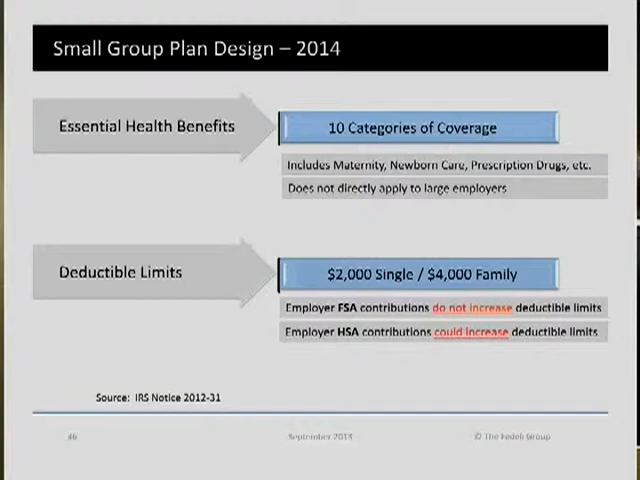 Small Group Plan Design – 2014
Essential Health Benefits
10 Categories of Coverage
Includes Maternity, Newborn Care, Prescription Drugs, etc.
Does not directly apply to large employers
Deductible Limits
$2,000 Single / $4,000 Family
Employer FSA contributions do not increase deductible limits
Employer HSA contributions could increase deductible limits
Source: IRS Notice 2012-31
September 2013
© The Fedeli Group